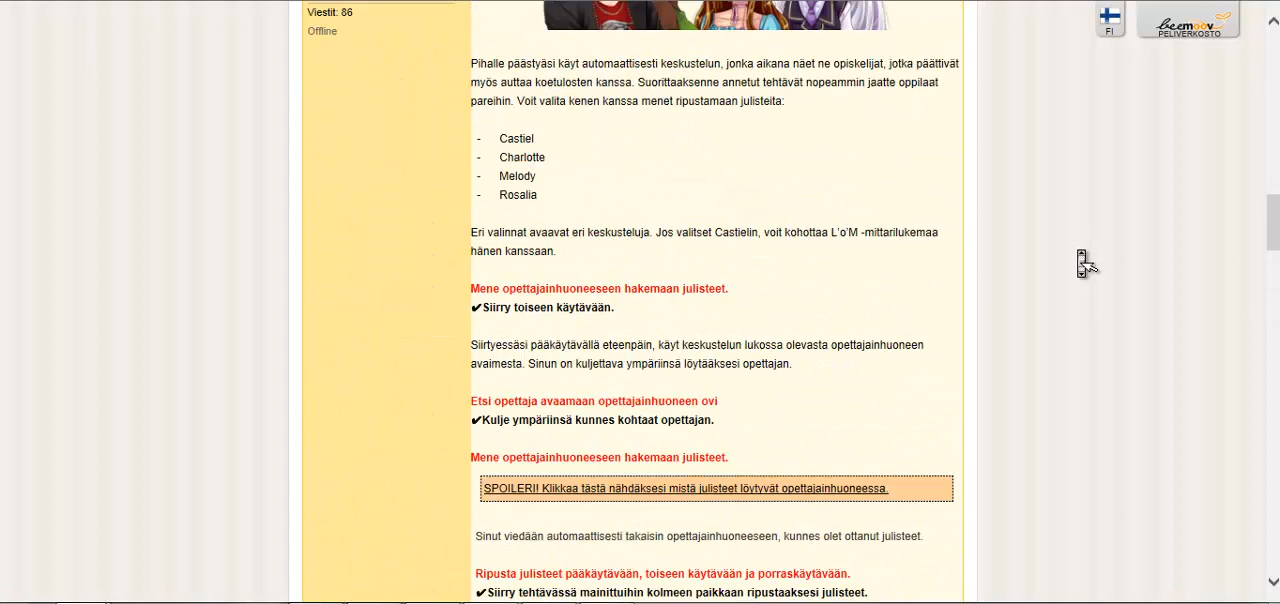 Viestit: 86
Offline
FI
beemoov
PELIVERKOSTO
Pihalle päästyäsi käyt automaattisesti keskustelun, jonka aikana näet ne opiskelijat, jotka päättivät
myös auttaa koetulosten kanssa. Suorittaaksenne annetut tehtävät nopeammin jaatte oppilaat
pareihin. Voit valita kenen kanssa menet ripustamaan julisteita:
- Castiel
- Charlotte
- Melody
- Rosalia
Eri valinnat avaavat eri keskusteluja. Jos valitset Castielin, voit kohottaa L'o'M -mittarilukemaa
hänen kanssaan.
Mene opettajainhuoneeseen hakemaan julisteet.
✔Siirry toiseen käytävään.
Siirtyessäsi pääkäytävällä eteenpäin, käyt keskustelun lukossa olevasta opettajainhuoneen
avaimesta. Sinun on kuljettava ympäriinsä löytääksesi opettajan.
Etsi opettaja avaamaan opettajainhuoneen ovi
✔Kulje ympäriinsä kunnes kohtaat opettajan.
Mene opettajainhuoneeseen hakemaan julisteet.
SPOILERI! Klikkaa tästä nähdäksesi mistä julisteet löytyvät opettajainhuoneessa.
Sinut viedään automaattisesti takaisin opettajainhuoneeseen, kunnes olet ottanut julisteet.
Ripusta julisteet pääkäytävään, toiseen käytävään ja porraskäytävään.
✔Siirry tehtävässä mainittuihin kolmeen paikkaan ripustaaksesi julisteet.